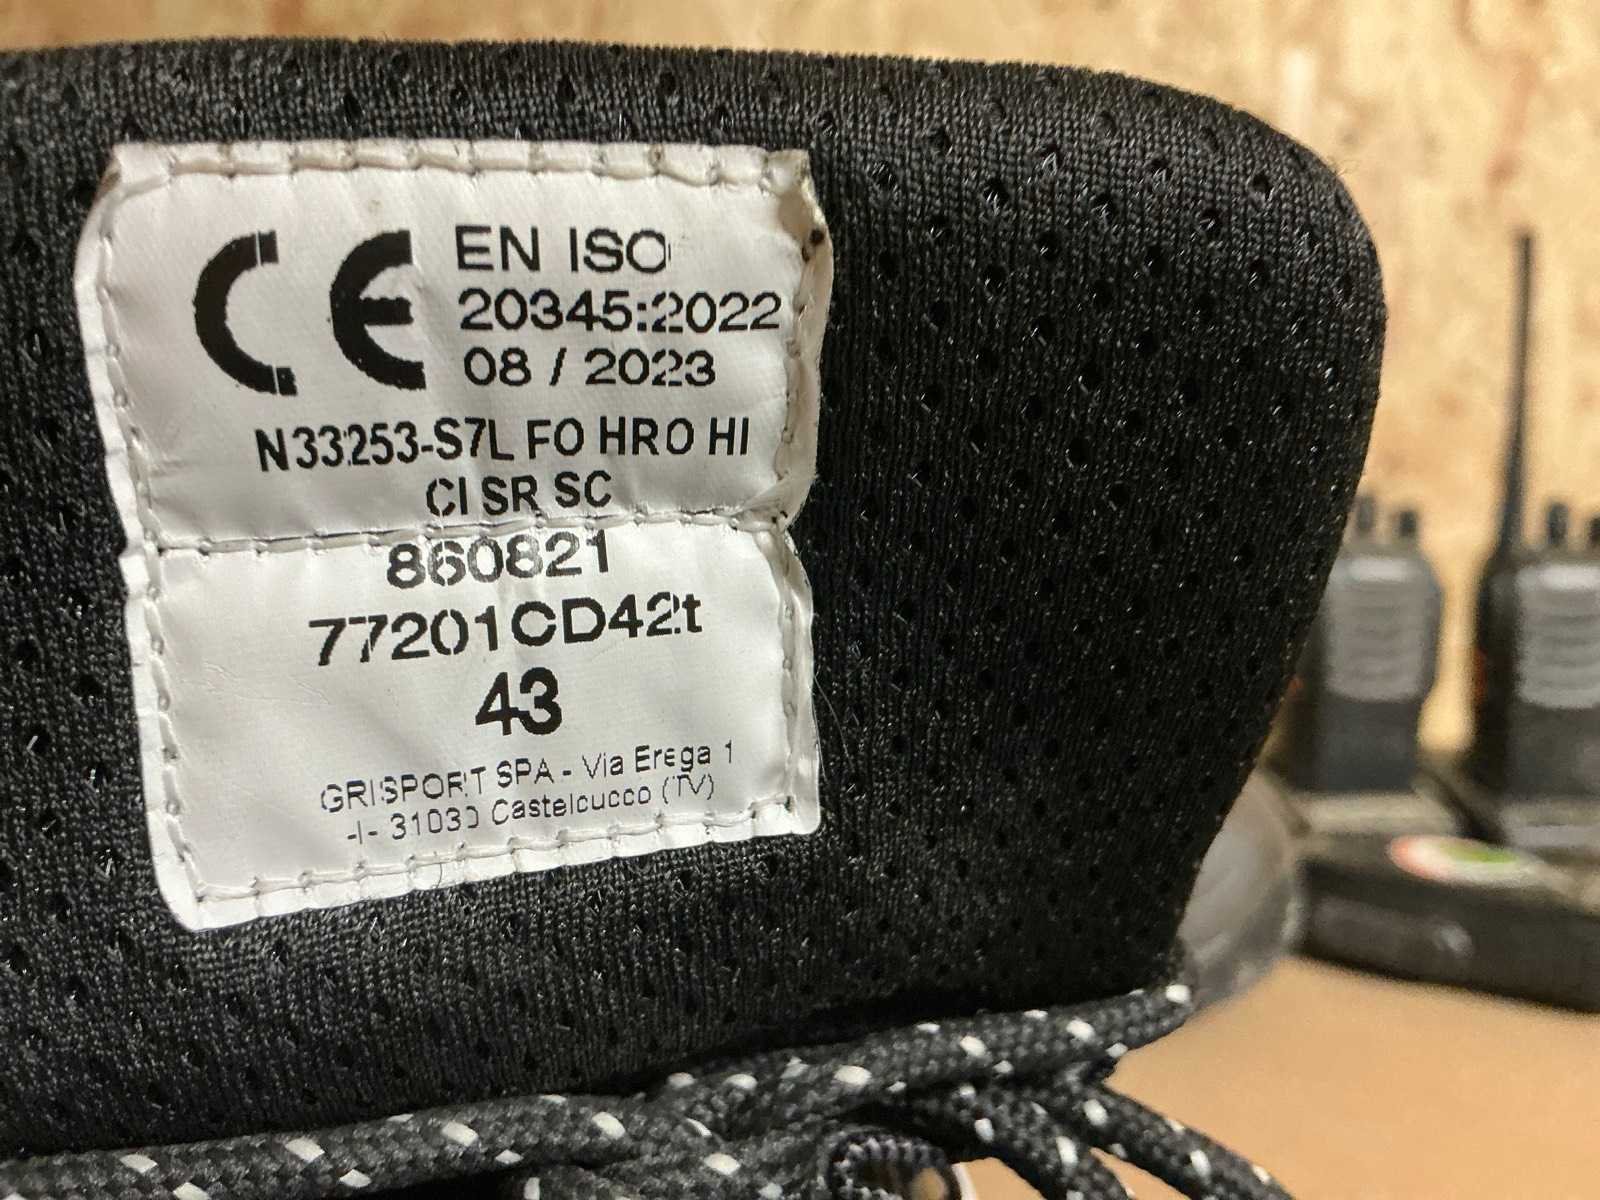 CE
EN ISO
20345:2022
08 / 2023
N33253-S7L FO HRO HI
CI SR SC
860821
77201CD42t
43
GRISPORT SPA - Via Erega 1
-I- 31030 Castelcucco (TV)